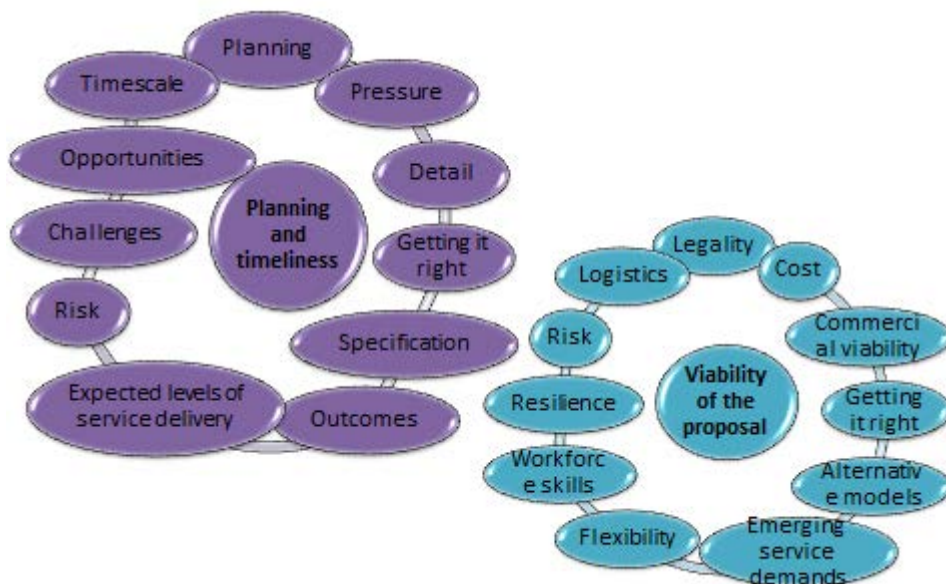 Planning
Timescale
Pressure
Opportunities
Detail
Planning
and
timeliness
Challenges
Getting it
right
Risk
Specification
Expected levels of
service delivery
Outcomes
Legality
Logistics
Cost
Risk
Commerci
al viability
Viability
of the
proposal
Resilience
Getting
it right
Workforc
e skills
Alternativ
e models
Flexibility
Emerging
service
demands